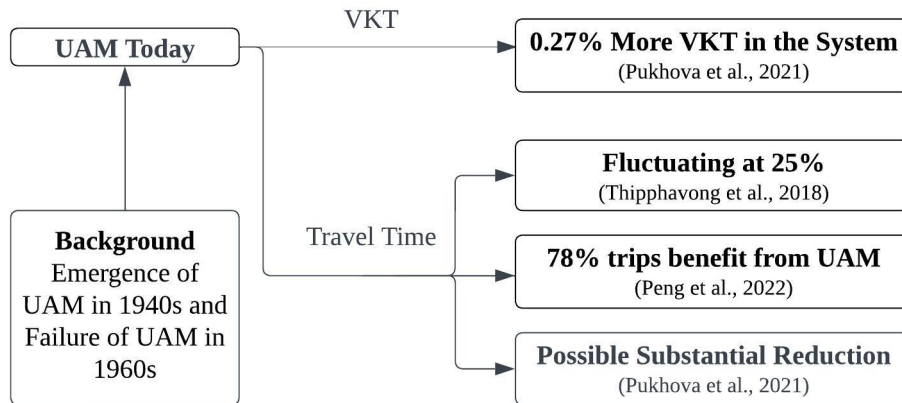 VKT
UAM Today
0.27% More VKT in the System
(Pukhova et al., 2021)
Fluctuating at 25%
(Thipphavong et al., 2018)
Background
Emergence of
UAM in 1940s and
Failure of UAM in
1960s
Travel Time
78% trips benefit from UAM
(Peng et al., 2022)
Possible Substantial Reduction
(Pukhova et al., 2021)